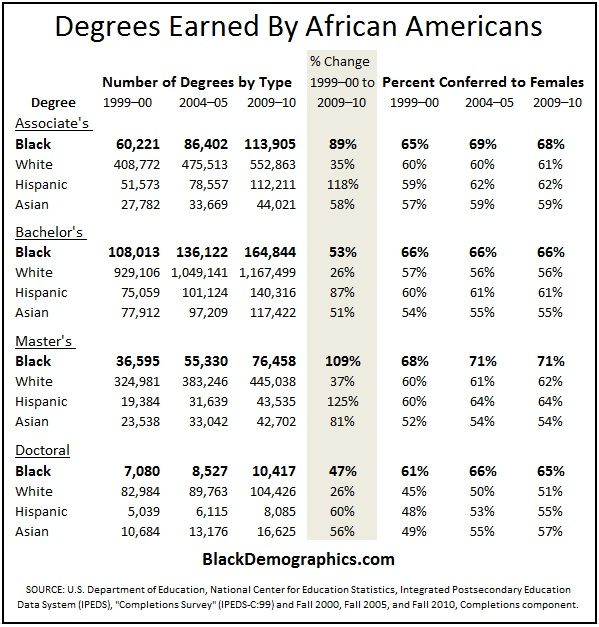 Degrees Earned By African Americans
% Change
Number of Degrees by Type 1999–00 to Percent Conferred to Females
Degree 1999–00 2004–05 2009–10 2009–10 1999–00 2004–05 2009–10
Associate's
Black 60,221 86,402 113,905 89% 65% 69% 68%
White 408,772 475,513 552,863 35% 60% 60% 61%
Hispanic 51,573 78,557 112,211 118% 59% 62% 62%
Asian 27,782 33,669 44,021 58% 57% 59% 59%
Bachelor's
Black 108,013 136,122 164,844 53% 66% 66% 66%
White 929,106 1,049,141 1,167,499 26% 57% 56% 56%
Hispanic 75,059 101,124 140,316 87% 60% 61% 61%
Asian 77,912 97,209 117,422 51% 54% 55% 55%
Master's
Black 36,595 55,330 76,458 109% 68% 71% 71%
White 324,981 383,246 445,038 37% 60% 61% 62%
Hispanic 19,384 31,639 43,535 125% 60% 64% 64%
Asian 23,538 33,042 42,702 81% 52% 54% 54%
Doctoral
Black 7,080 8,527 10,417 47% 61% 66% 65%
White 82,984 89,763 104,426 26% 45% 50% 51%
Hispanic 5,039 6,115 8,085 60% 48% 53% 55%
Asian 10,684 13,176 16,625 56% 49% 55% 57%
BlackDemographics.com
SOURCE: U.S. Department of Education, National Center for Education Statistics, Integrated Postsecondary Education
Data System (IPEDS), "Completions Survey" (IPEDS-C:99) and Fall 2000, Fall 2005, and Fall 2010, Completions component.